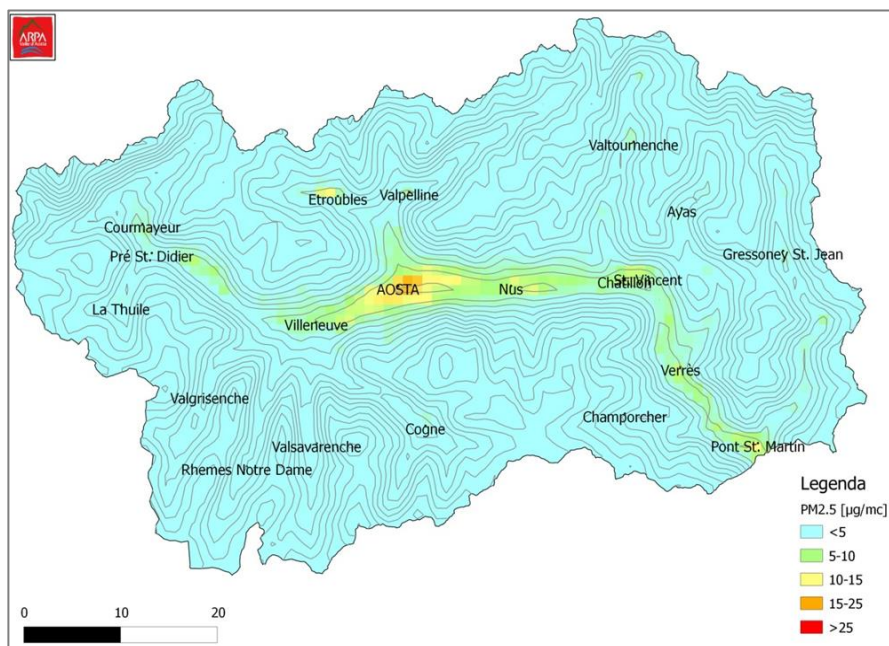 ARPA
Valtournenche
Etroubles
Valpelline
Ayas
Courmayeur
Pré St. Didier
Gressoney St. Jean
St. Vincent
Chatillon
AOSTA
Nus
La Thuile
Villeneuve
Verrès
Valgrisenche
Champorcher
Cogne
Valsavarenche
Pont St. Martin
Rhemes Notre Dame
Legenda
PM2.5 [µg/mc]
<5
5-10
10-15
15-25
>25
0 10 20